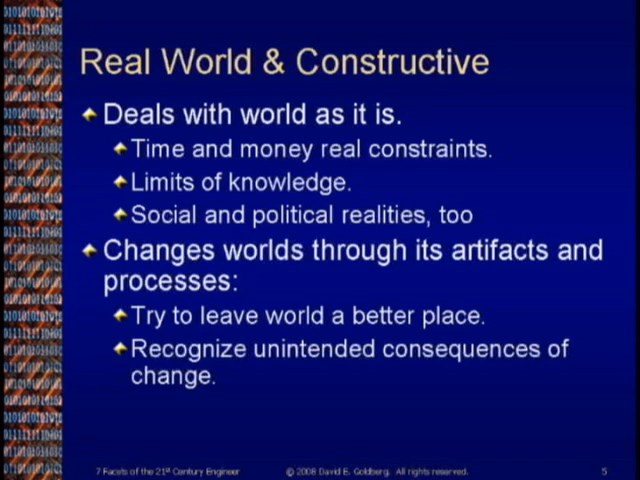 Real World & Constructive
Deals with world as it is.
Time and money real constraints.
Limits of knowledge.
Social and political realities, too
Changes worlds through its artifacts and
processes:
Try to leave world a better place.
Recognize unintended consequences of
change.
7 Facets of the 21st Century Engineer
© 2008 David E. Goldberg. All rights reserved.
5